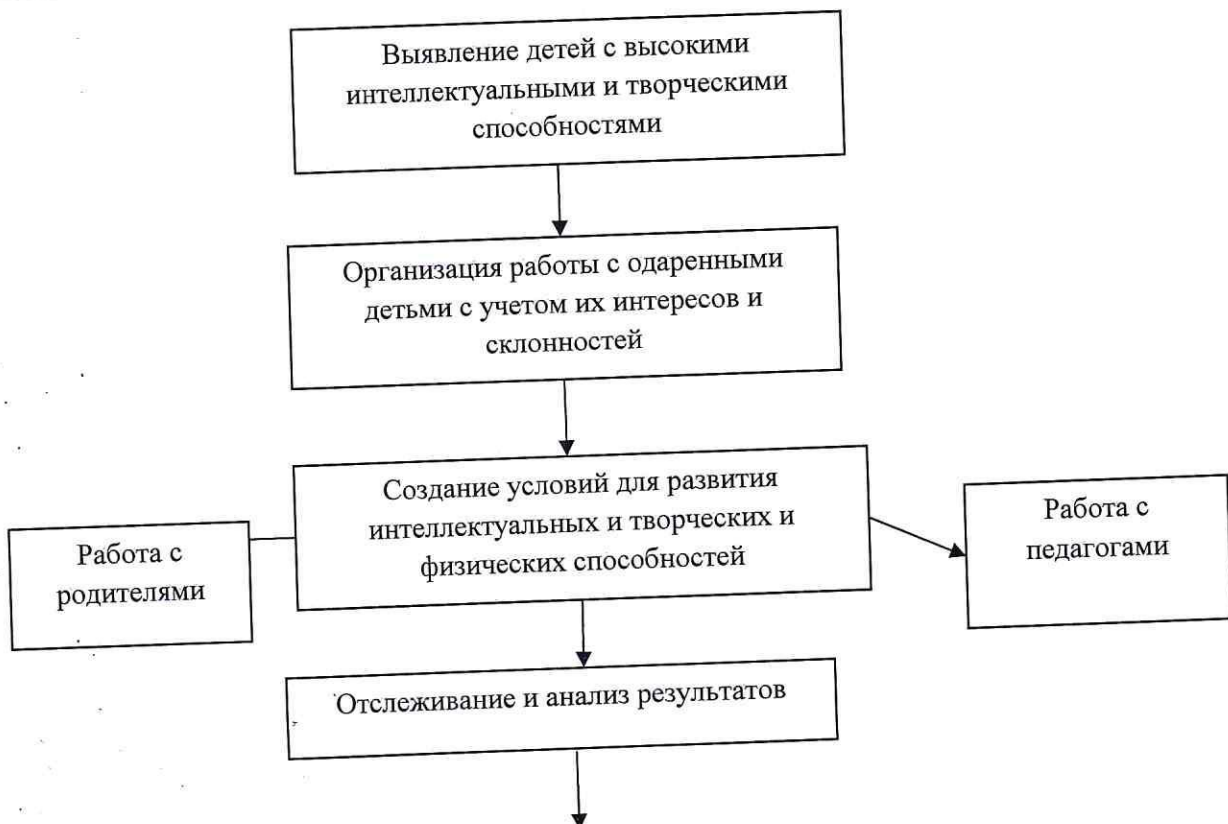 Выявление детей с высокими
интеллектуальными и творческими
способностями
Организация работы с одаренными
детьми с учетом их интересов и
склонностей
Создание условий для развития
интеллектуальных и творческих и
физических способностей
Работа с
родителями
Работа с
педагогами
Отслеживание и анализ результатов